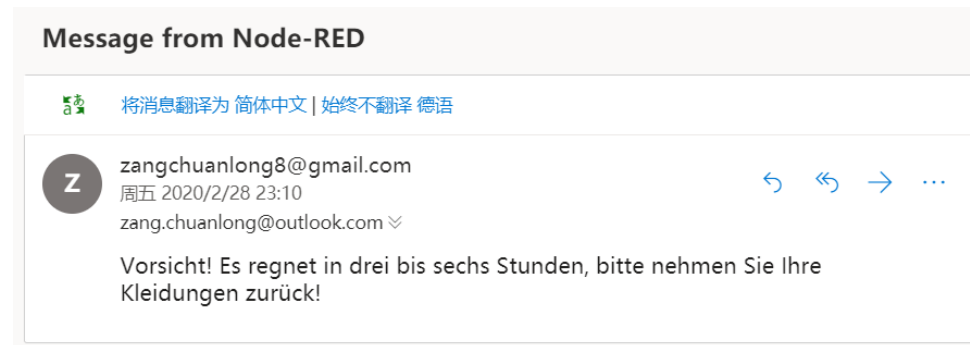 Message from Node-RED
将消息翻译为 简体中文 | 始终不翻译 德语
Z
zangchuanlong8@gmail.com
周五 2020/2/28 23:10
zang.chuanlong@outlook.com
Vorsicht! Es regnet in drei bis sechs Stunden, bitte nehmen Sie Ihre
Kleidungen zurück!